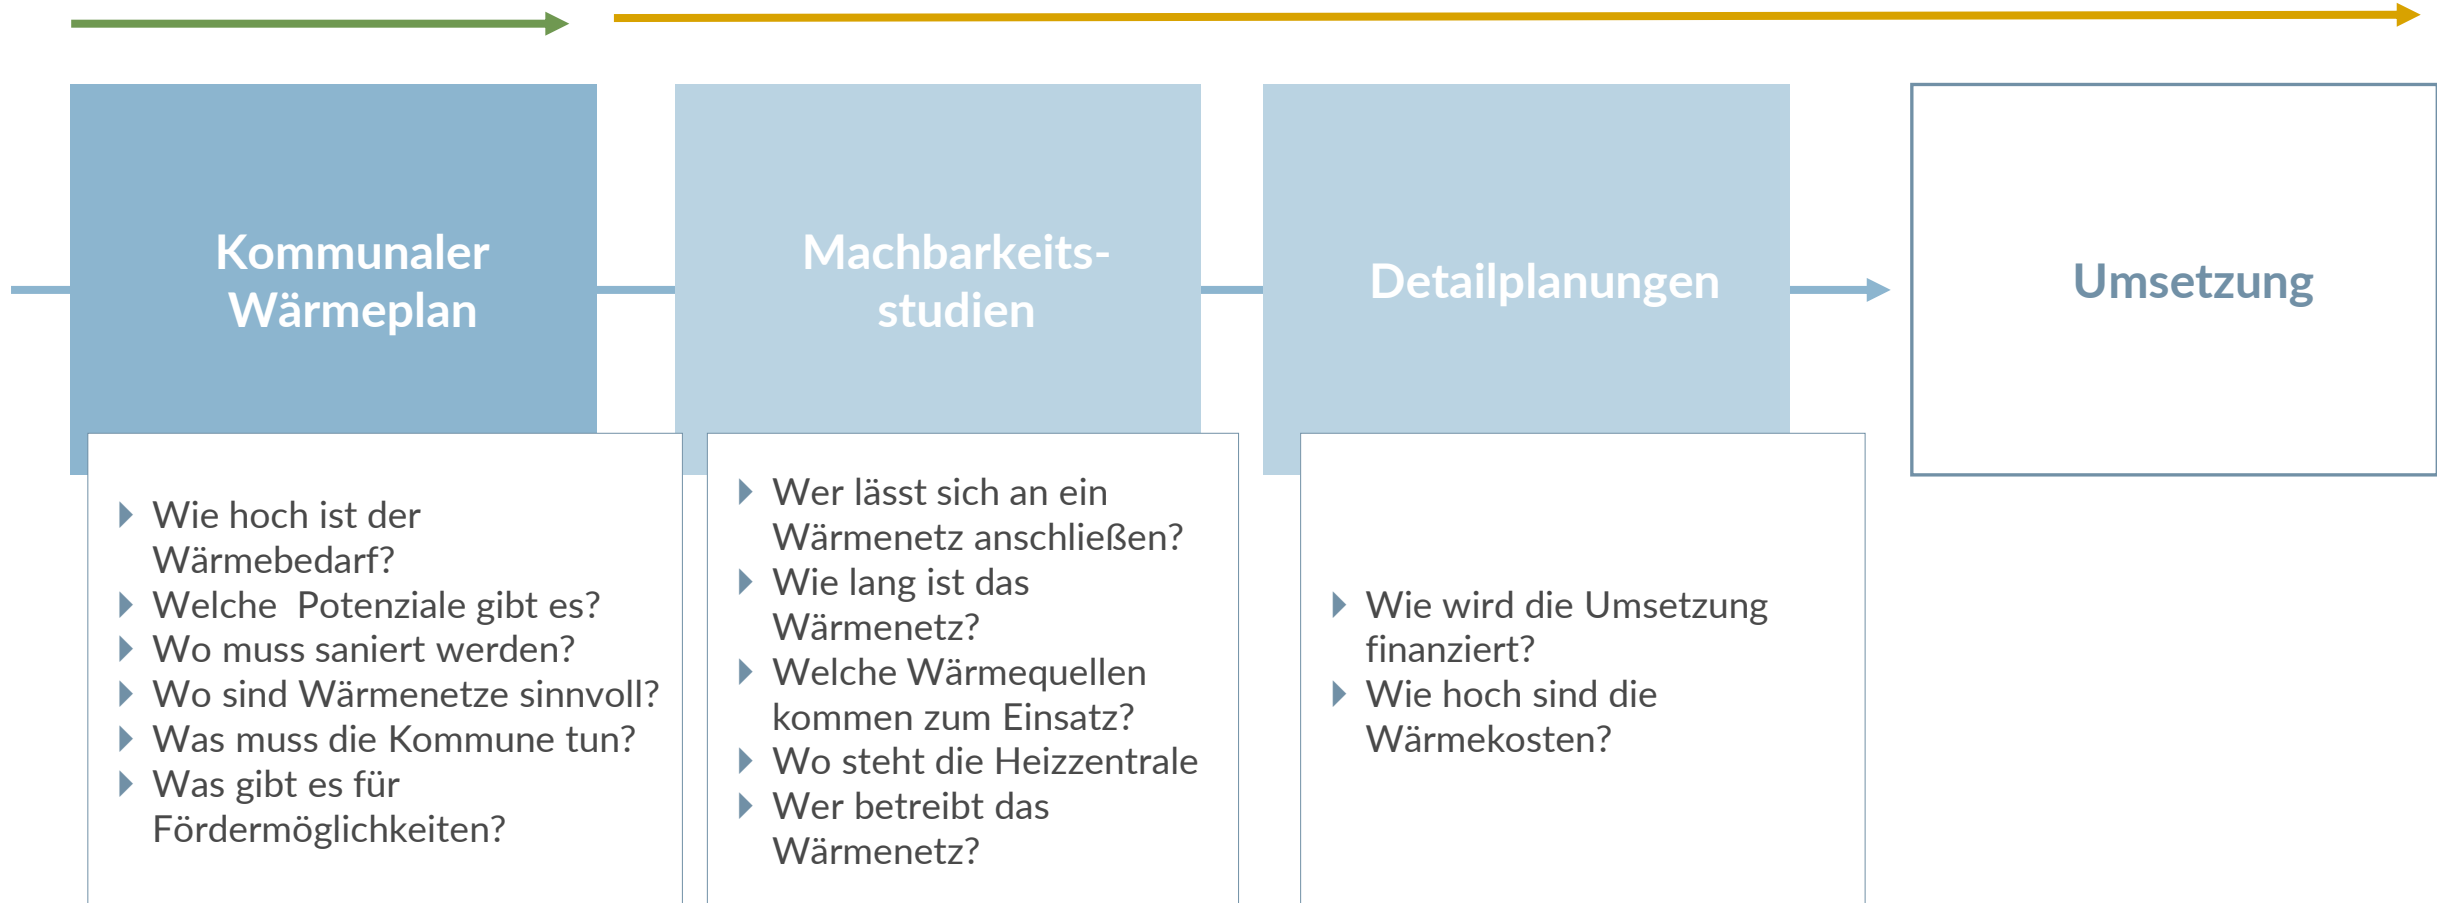 Kommunaler
Wärmeplan
Machbarkeits-
studien
Detailplanungen
Umsetzung
Wie hoch ist der
Wärmebedarf?
Welche  Potenziale gibt es?
Wo muss saniert werden?
Wo sind Wärmenetze sinnvoll?
Was muss die Kommune tun?
Was gibt es für
Fördermöglichkeiten?
Wer lässt sich an ein
Wärmenetz anschließen?
Wie lang ist das
Wärmenetz?
Welche Wärmequellen
kommen zum Einsatz?
Wo steht die Heizzentrale
Wer betreibt das
Wärmenetz?
Wie wird die Umsetzung
finanziert?
Wie hoch sind die
Wärmekosten?